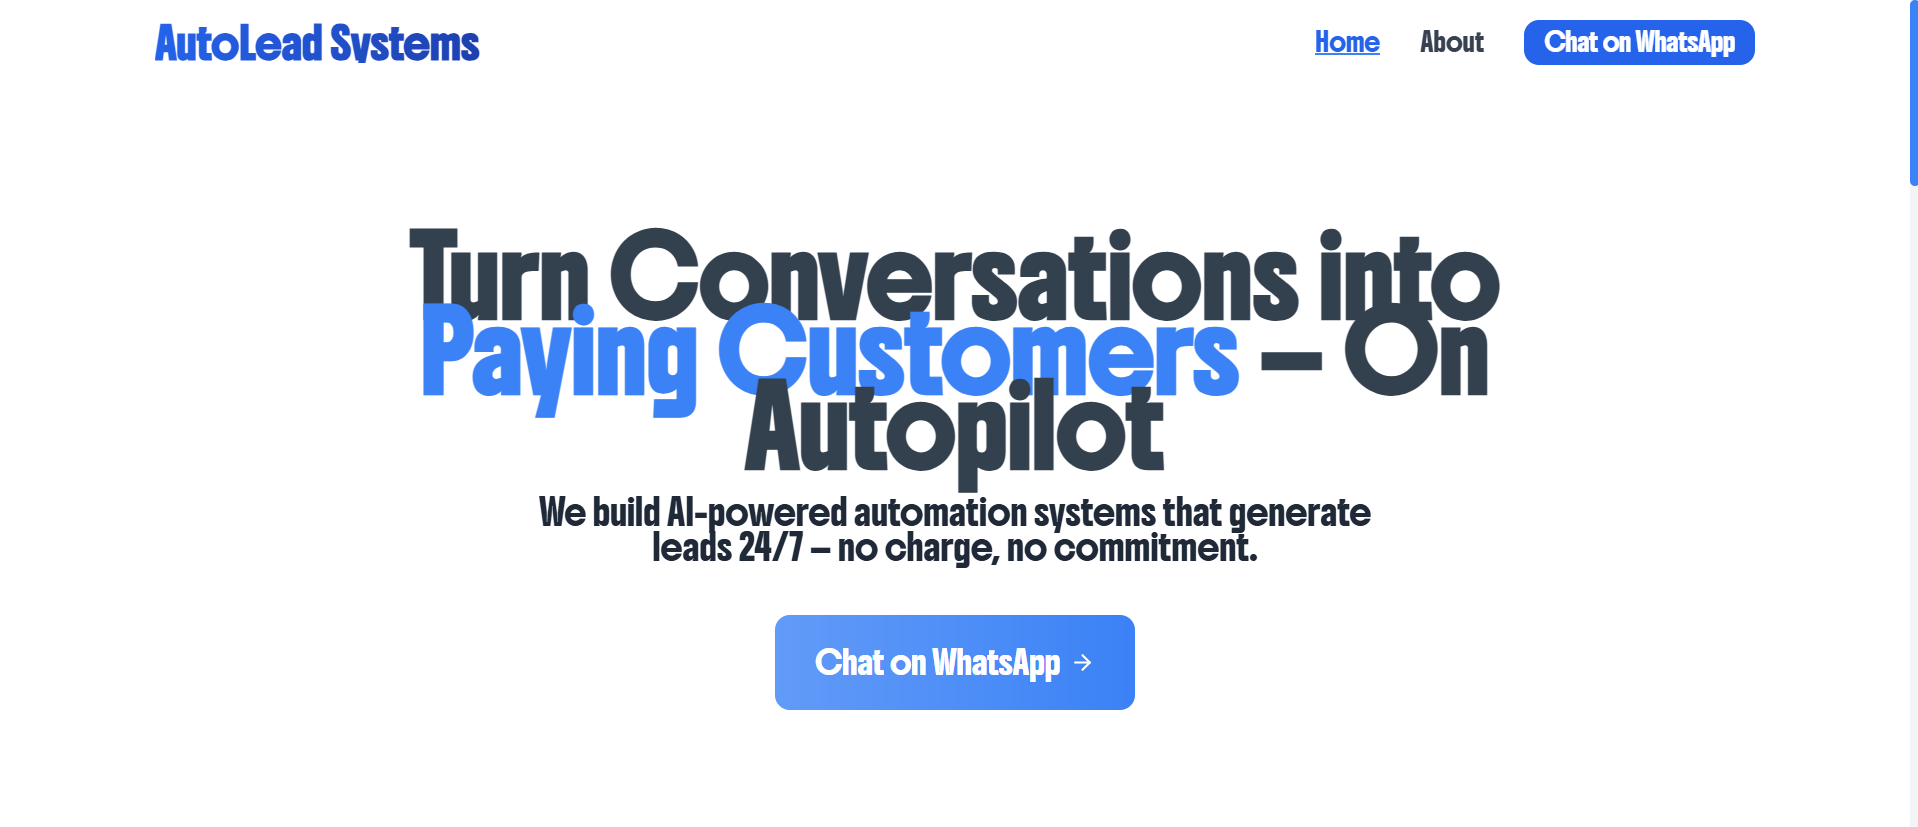 AutoLead Systems
Home
About
Chat on WhatsApp
Turn Conversations into
Paying Customers – On
Autopilot
We build AI-powered automation systems that generate
leads 24/7 – no charge, no commitment.
Chat on WhatsApp →